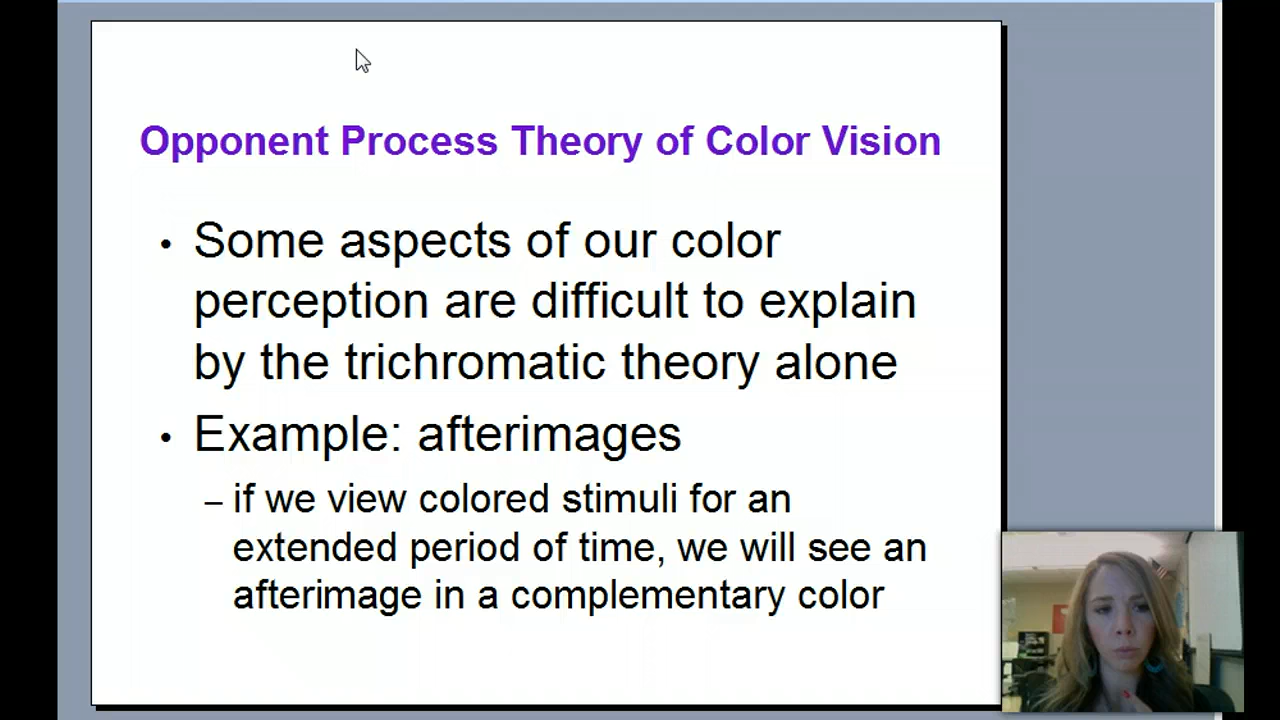 Opponent Process Theory of Color Vision
• Some aspects of our color
perception are difficult to explain
by the trichromatic theory alone
• Example: afterimages
– if we view colored stimuli for an
extended period of time, we will see an
afterimage in a complementary color